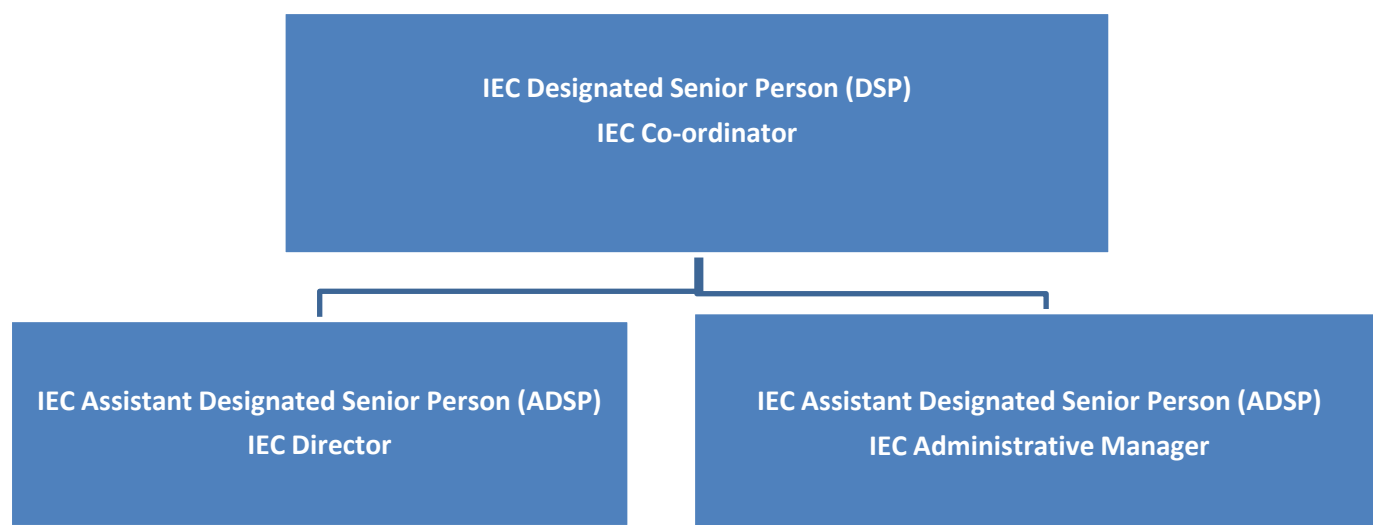 IEC Designated Senior Person (DSP)
IEC Co-ordinator
IEC Assistant Designated Senior Person (ADSP)
IEC Director
IEC Assistant Designated Senior Person (ADSP)
IEC Administrative Manager